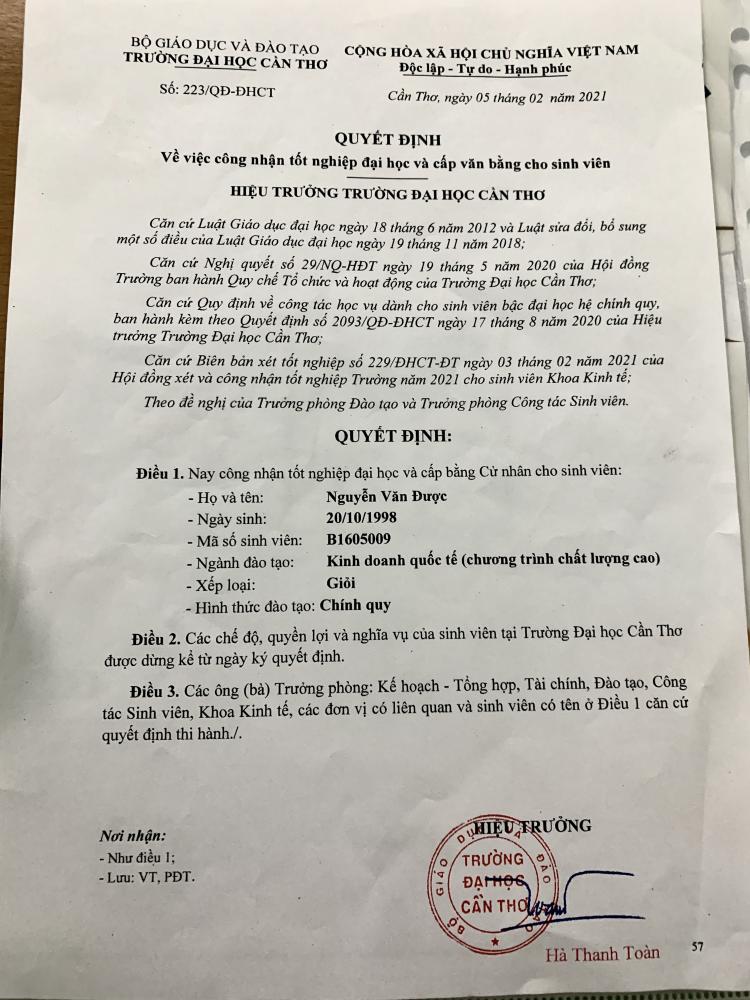 BỘ GIÁO DỤC VÀ ĐÀO TẠO
TRƯỜNG ĐẠI HỌC CẦN THƠ
CỘNG HÒA XÃ HỘI CHỦ NGHĨA VIỆT NAM
Độc lập - Tự do - Hạnh phúc
Số: 223/QĐ-ĐHCT
Cần Thơ, ngày 05 tháng 02 năm 2021
QUYẾT ĐỊNH
Về việc công nhận tốt nghiệp đại học và cấp văn bằng cho sinh viên
HIỆU TRƯỞNG TRƯỜNG ĐẠI HỌC CẦN THƠ
Căn cứ Luật Giáo dục đại học ngày 18 tháng 6 năm 2012 và Luật sửa đổi, bổ sung
một số điều của Luật Giáo dục đại học ngày 19 tháng 11 năm 2018;
Căn cứ Nghị quyết số 29/NQ-HĐT ngày 19 tháng 5 năm 2020 của Hội đồng
Trường ban hành Quy chế Tổ chức và hoạt động của Trường Đại học Cần Thơ;
Căn cứ Quy định về công tác học vụ dành cho sinh viên bậc đại học hệ chính quy,
ban hành kèm theo Quyết định số 2093/QĐ-ĐHCT ngày 17 tháng 8 năm 2020 của Hiệu
trưởng Trường Đại học Cần Thơ;
Căn cứ Biên bản xét tốt nghiệp số 229/ĐHCT-ĐT ngày 03 tháng 02 năm 2021 của
Hội đồng xét và công nhận tốt nghiệp Trường năm 2021 cho sinh viên Khoa Kinh tế;
Theo đề nghị của Trưởng phòng Đào tạo và Trưởng phòng Công tác Sinh viên.
QUYẾT ĐỊNH:
Điều 1. Nay công nhận tốt nghiệp đại học và cấp bằng Cử nhân cho sinh viên:
- Họ và tên: Nguyễn Văn Được
- Ngày sinh: 20/10/1998
- Mã số sinh viên: B1605009
- Ngành đào tạo: Kinh doanh quốc tế (chương trình chất lượng cao)
- Xếp loại: Giỏi
- Hình thức đào tạo: Chính quy
Điều 2. Các chế độ, quyền lợi và nghĩa vụ của sinh viên tại Trường Đại học Cần Thơ
được dừng kể từ ngày ký quyết định.
Điều 3. Các ông (bà) Trưởng phòng: Kế hoạch - Tổng hợp, Tài chính, Đào tạo, Công
tác Sinh viên, Khoa Kinh tế, các đơn vị có liên quan và sinh viên có tên ở Điều 1 căn cứ
quyết định thi hành./.
Nơi nhận:
- Như điều 1;
- Lưu: VT, PĐT.
HIỆU TRƯỞNG
BỘ GIÁO DỤC VÀ ĐÀO TẠO
TRƯỜNG
ĐẠI HỌC
CẦN THƠ
Hà Thanh Toàn
57